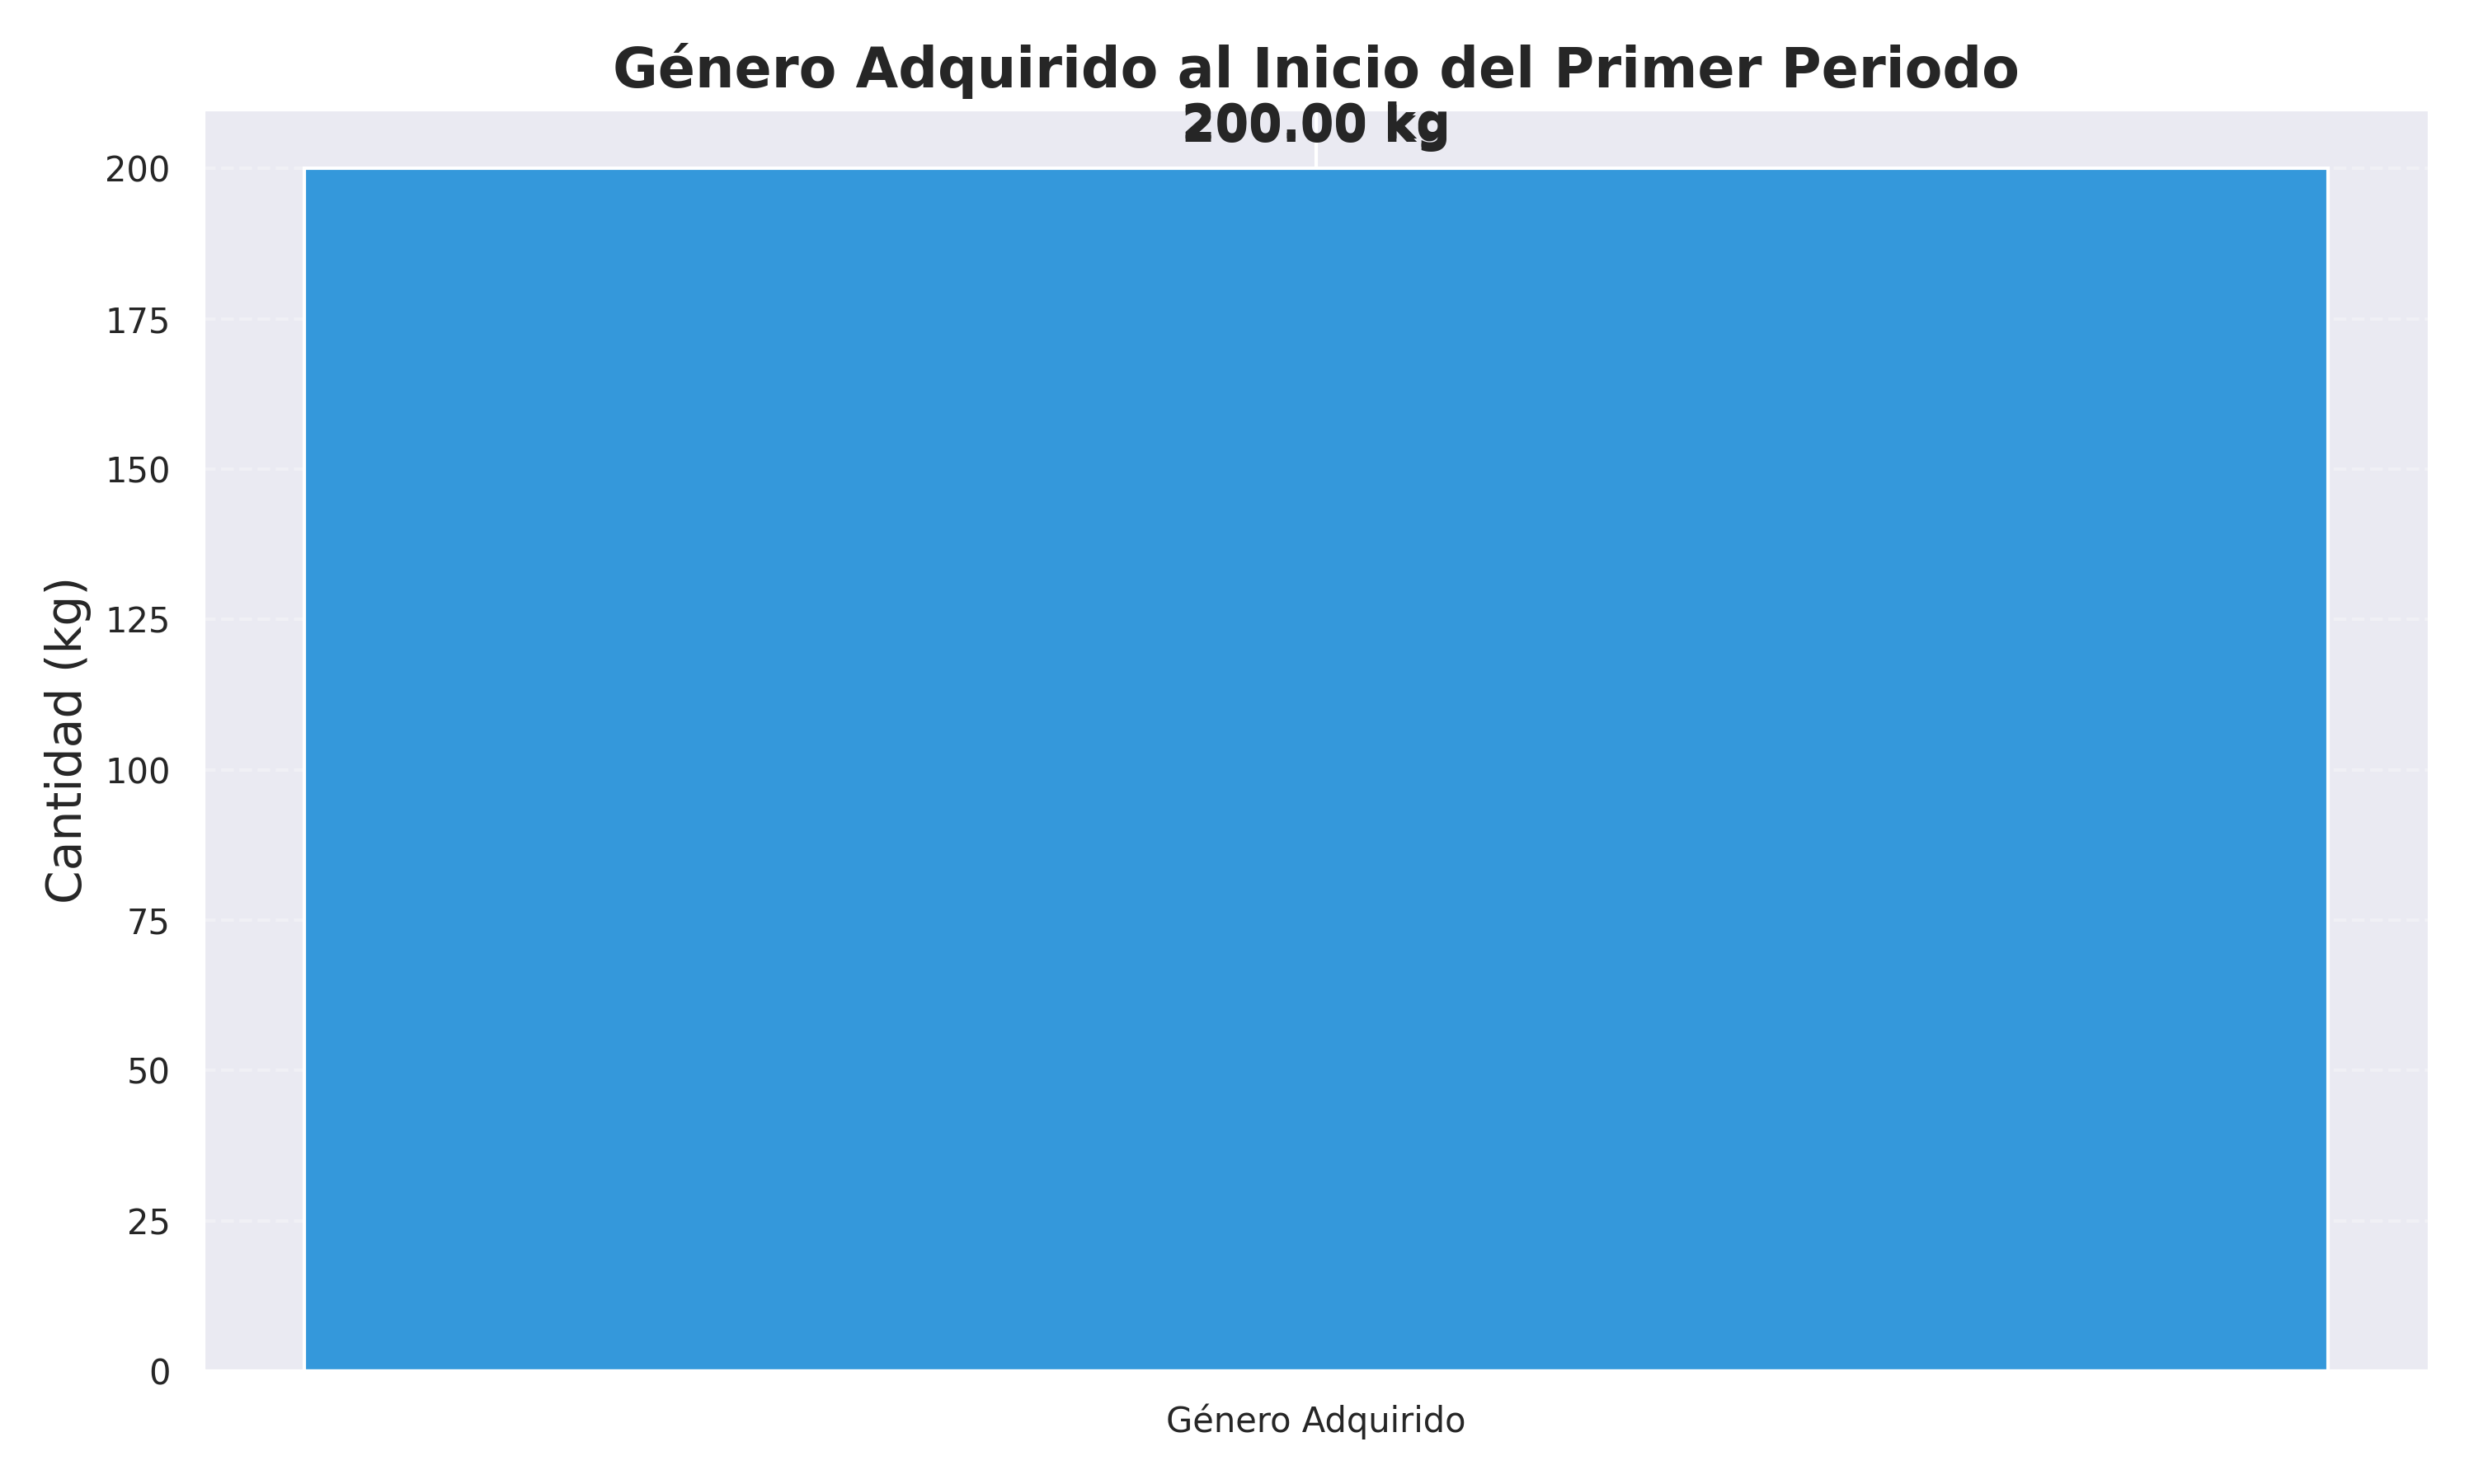 Género Adquirido al Inicio del Primer Periodo
200.00 kg
200
175
150
125
100
75
50
25
0
Cantidad (kg)
Género Adquirido